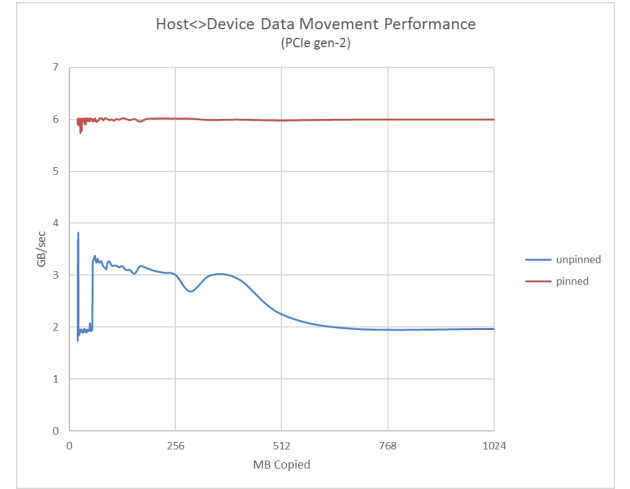 Host<>Device Data Movement Performance
(PCIe gen-2)
7
6
5
4
3
2
1
0
GB/sec
0 256 512 768 1024
MB Copied
unpinned
pinned